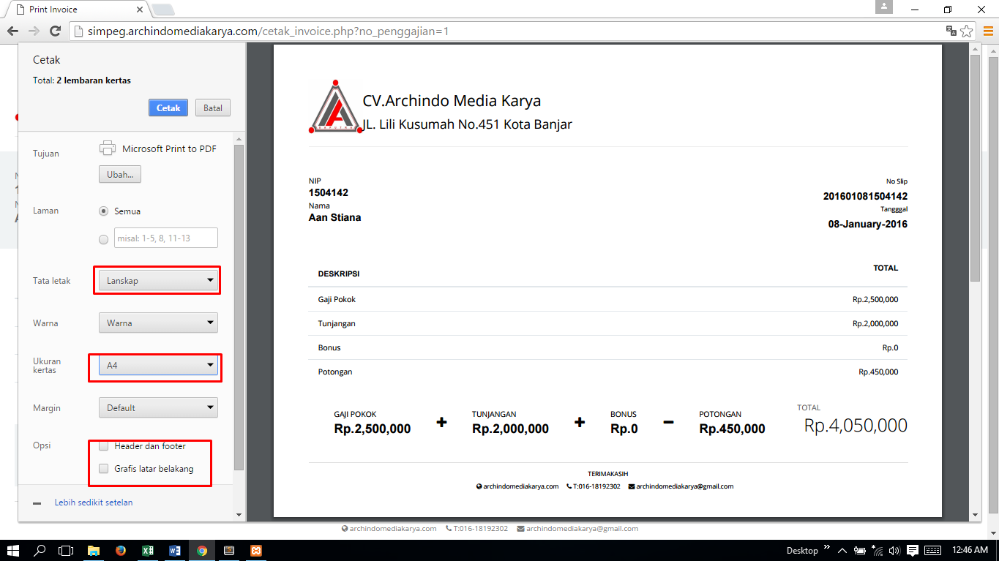 Print Invoice
simpeg.archindomediakarya.com/cetak_invoice.php?no_penggajian=1
Cetak
Total: 2 lembaran kertas
Cetak Batal
Tujuan Microsoft Print to PDF
Ubah...
Laman Semua
misal: 1-5, 8, 11-13
Tata letak Lanskap
Warna Warna
Ukuran kertas A4
Margin Default
Opsi Header dan footer
Grafis latar belakang
Lebih sedikit setelan
CV.Archindo Media Karya
JL. Lili Kusumah No.451 Kota Banjar
NIP
1504142
Nama
Aan Stiana
No Slip
201601081504142
Tangggal
08-January-2016
DESKRIPSI TOTAL
Gaji Pokok Rp.2,500,000
Tunjangan Rp.2,000,000
Bonus Rp.0
Potongan Rp.450,000
GAJI POKOK TUNJANGAN BONUS POTONGAN TOTAL
Rp.2,500,000 + Rp.2,000,000 + Rp.0 − Rp.450,000 Rp.4,050,000
TERIMAKASIH
archindomediakarya.com T:016-18192302 archindomediakarya@gmail.com
archindomediakarya.com T:016-18192302 archindomediakarya@gmail.com
Desktop 12:46 AM